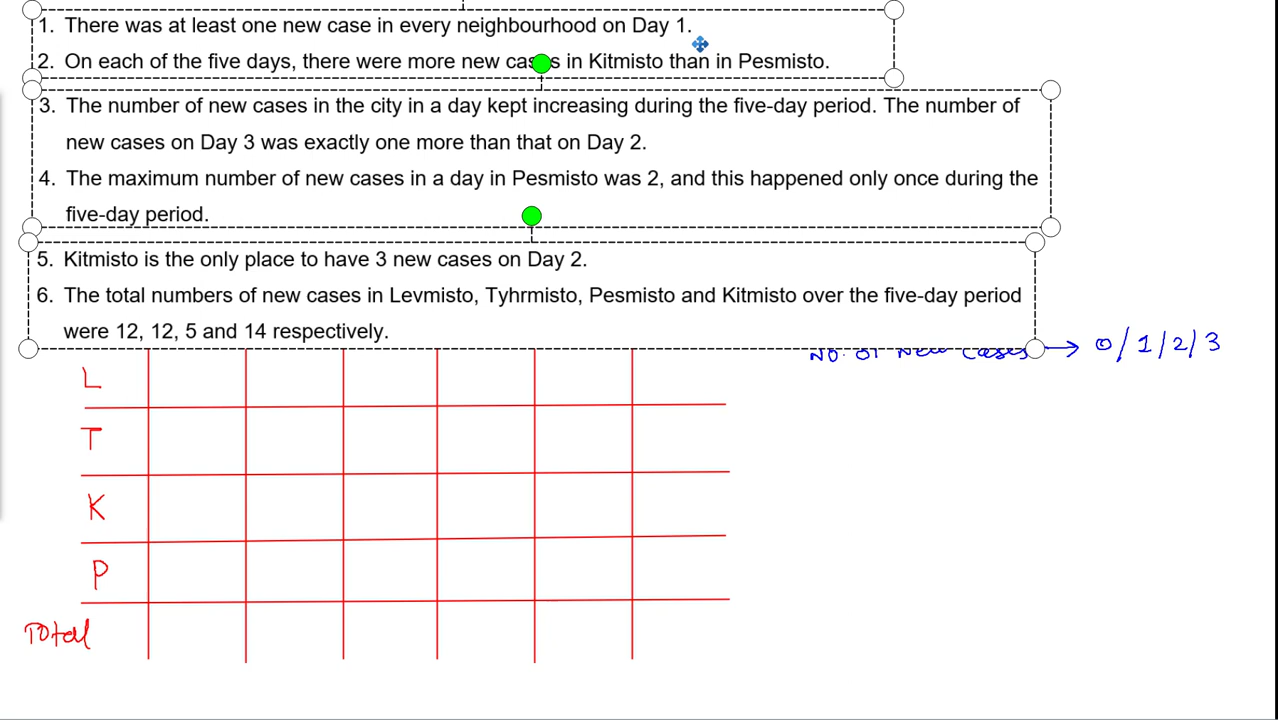 1. There was at least one new case in every neighbourhood on Day 1.
2. On each of the five days, there were more new cases in Kitmisto than in Pesmisto.
3. The number of new cases in the city in a day kept increasing during the five-day period. The number of
new cases on Day 3 was exactly one more than that on Day 2.
4. The maximum number of new cases in a day in Pesmisto was 2, and this happened only once during the
five-day period.
5. Kitmisto is the only place to have 3 new cases on Day 2.
6. The total numbers of new cases in Levmisto, Tyhrmisto, Pesmisto and Kitmisto over the five-day period
were 12, 12, 5 and 14 respectively.
No. of New Cases → 0/1/2/3
L
T
K
P
Total